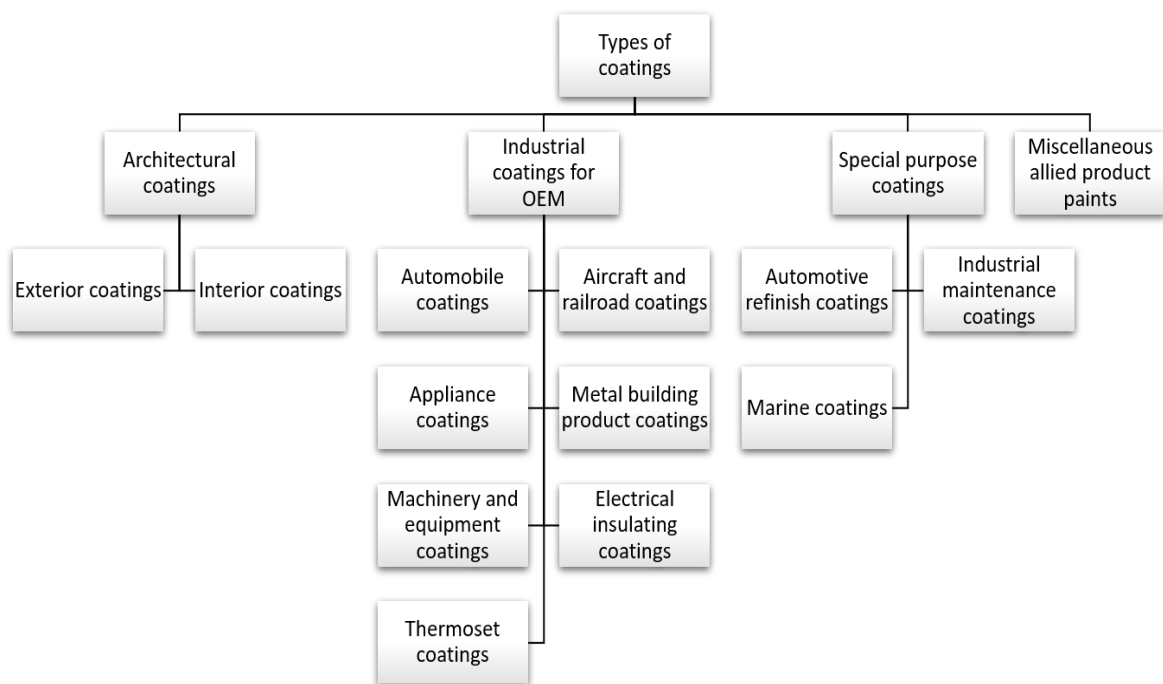 Types of
coatings
Architectural
coatings
Industrial
coatings for
OEM
Special purpose
coatings
Miscellaneous
allied product
paints
Exterior coatings
Interior coatings
Automobile
coatings
Aircraft and
railroad coatings
Automotive
refinish coatings
Industrial
maintenance
coatings
Appliance
coatings
Metal building
product coatings
Marine coatings
Machinery and
equipment
coatings
Electrical
insulating
coatings
Thermoset
coatings